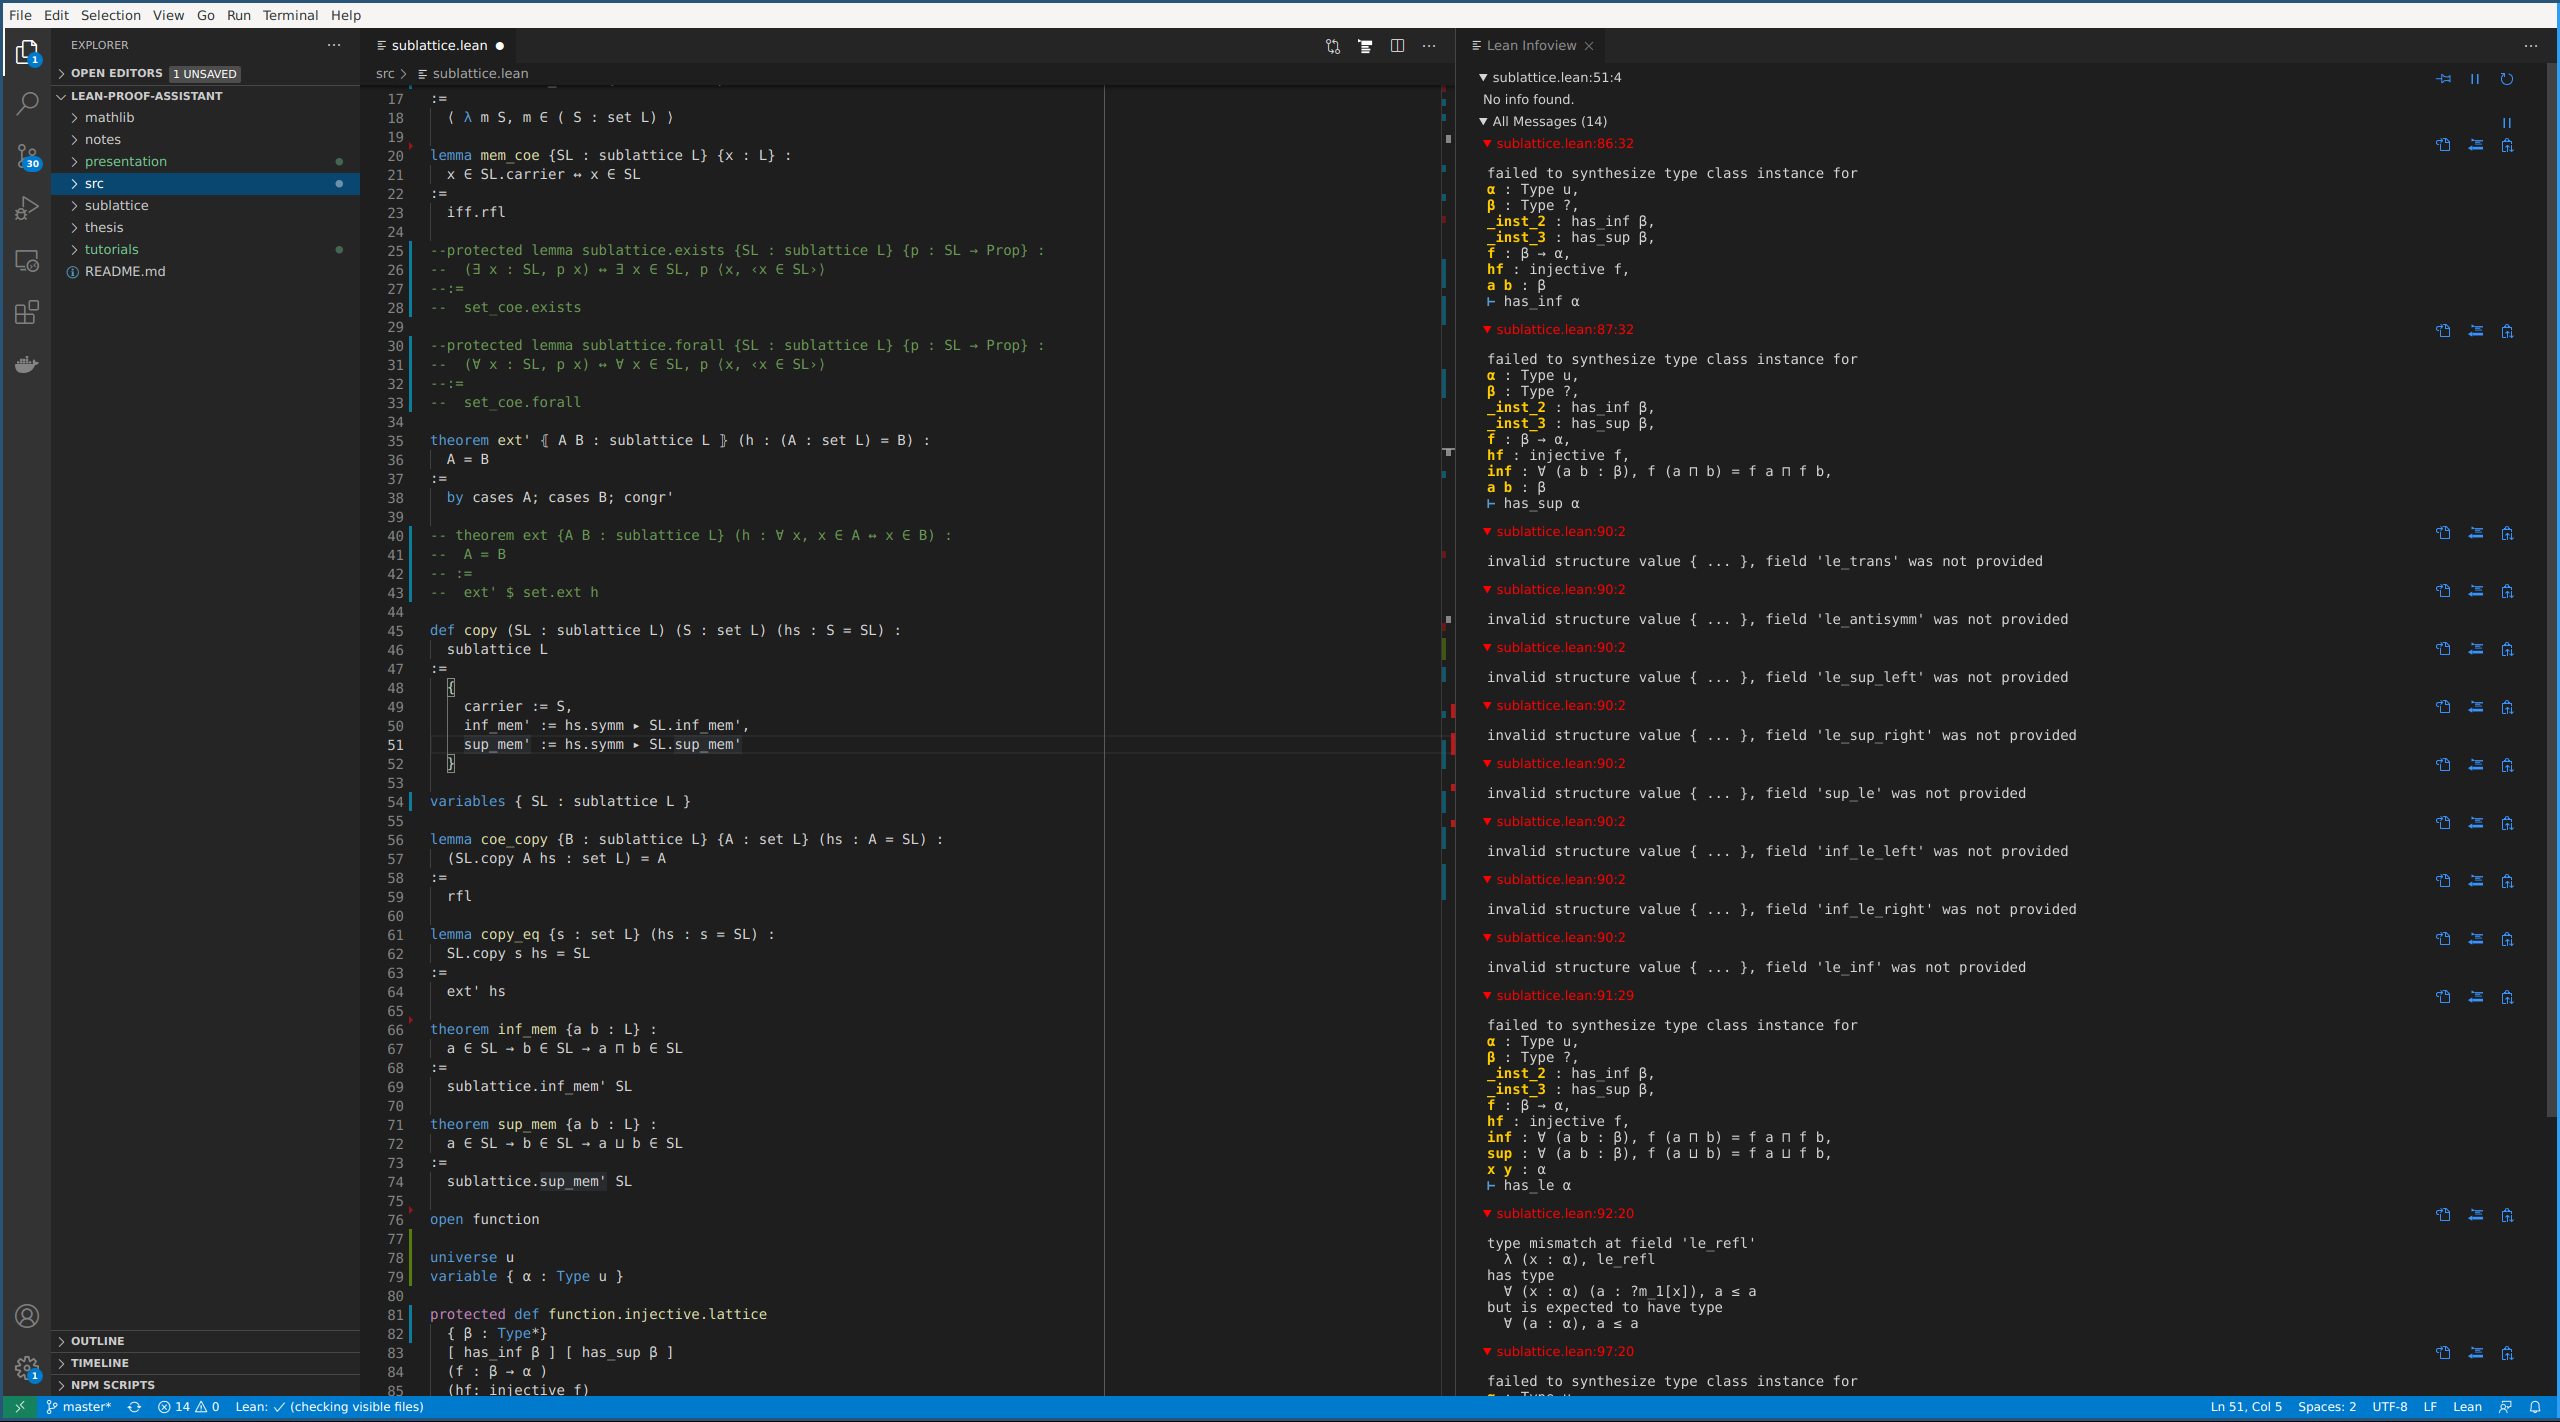 File Edit Selection View Go Run Terminal Help
EXPLORER
OPEN EDITORS 1 UNSAVED
LEAN-PROOF-ASSISTANT
mathlib
notes
presentation
src
sublattice
thesis
tutorials
README.md
OUTLINE
TIMELINE
NPM SCRIPTS
1
30
1
sublattice.lean
src > sublattice.lean
17 :=
18 ⟨ λ m S, m ∈ ( S : set L) ⟩
19
20 lemma mem_coe {SL : sublattice L} {x : L} :
21 x ∈ SL.carrier ↔ x ∈ SL
22 :=
23 iff.rfl
24
25 --protected lemma sublattice.exists {SL : sublattice L} {p : SL → Prop} :
26 -- (∃ x : SL, p x) ↔ ∃ x ∈ SL, p ⟨x, ‹x ∈ SL›⟩
27 --:=
28 -- set_coe.exists
29
30 --protected lemma sublattice.forall {SL : sublattice L} {p : SL → Prop} :
31 -- (∀ x : SL, p x) ↔ ∀ x ∈ SL, p ⟨x, ‹x ∈ SL›⟩
32 --:=
33 -- set_coe.forall
34
35 theorem ext' ⦃ A B : sublattice L ⦄ (h : (A : set L) = B) :
36 A = B
37 :=
38 by cases A; cases B; congr'
39
40 -- theorem ext {A B : sublattice L} (h : ∀ x, x ∈ A ↔ x ∈ B) :
41 -- A = B
42 -- :=
43 -- ext' $ set.ext h
44
45 def copy (SL : sublattice L) (S : set L) (hs : S = SL) :
46 sublattice L
47 :=
48 {
49 carrier := S,
50 inf_mem' := hs.symm ▸ SL.inf_mem',
51 sup_mem' := hs.symm ▸ SL.sup_mem'
52 }
53
54 variables { SL : sublattice L }
55
56 lemma coe_copy {B : sublattice L} {A : set L} (hs : A = SL) :
57 (SL.copy A hs : set L) = A
58 :=
59 rfl
60
61 lemma copy_eq {s : set L} (hs : s = SL) :
62 SL.copy s hs = SL
63 :=
64 ext' hs
65
66 theorem inf_mem {a b : L} :
67 a ∈ SL → b ∈ SL → a ⊓ b ∈ SL
68 :=
69 sublattice.inf_mem' SL
70
71 theorem sup_mem {a b : L} :
72 a ∈ SL → b ∈ SL → a ⊔ b ∈ SL
73 :=
74 sublattice.sup_mem' SL
75
76 open function
77
78 universe u
79 variable { α : Type u }
80
81 protected def function.injective.lattice
82 { β : Type*}
83 [ has_inf β ] [ has_sup β ]
84 (f : β → α )
85 (hf: injective f)
Lean Infoview
sublattice.lean:51:4
No info found.
All Messages (14)
sublattice.lean:86:32
failed to synthesize type class instance for
α : Type u,
β : Type ?,
_inst_2 : has_inf β,
_inst_3 : has_sup β,
f : β → α,
hf : injective f,
a b : β
⊢ has_inf α
sublattice.lean:87:32
failed to synthesize type class instance for
α : Type u,
β : Type ?,
_inst_2 : has_inf β,
_inst_3 : has_sup β,
f : β → α,
hf : injective f,
inf : ∀ (a b : β), f (a ⊓ b) = f a ⊓ f b,
a b : β
⊢ has_sup α
sublattice.lean:90:2
invalid structure value { ... }, field 'le_trans' was not provided
sublattice.lean:90:2
invalid structure value { ... }, field 'le_antisymm' was not provided
sublattice.lean:90:2
invalid structure value { ... }, field 'le_sup_left' was not provided
sublattice.lean:90:2
invalid structure value { ... }, field 'le_sup_right' was not provided
sublattice.lean:90:2
invalid structure value { ... }, field 'sup_le' was not provided
sublattice.lean:90:2
invalid structure value { ... }, field 'inf_le_left' was not provided
sublattice.lean:90:2
invalid structure value { ... }, field 'inf_le_right' was not provided
sublattice.lean:90:2
invalid structure value { ... }, field 'le_inf' was not provided
sublattice.lean:91:29
failed to synthesize type class instance for
α : Type u,
β : Type ?,
_inst_2 : has_inf β,
_inst_3 : has_sup β,
f : β → α,
hf : injective f,
inf : ∀ (a b : β), f (a ⊓ b) = f a ⊓ f b,
sup : ∀ (a b : β), f (a ⊔ b) = f a ⊔ f b,
x y : α
⊢ has_le α
sublattice.lean:92:20
type mismatch at field 'le_refl'
λ (x : α), le_refl
has type
∀ (x : α) (a : ?m_1[x]), a ≤ a
but is expected to have type
∀ (a : α), a ≤ a
sublattice.lean:97:20
failed to synthesize type class instance for
master* 14 0 Lean: ✓ (checking visible files) Ln 51, Col 5 Spaces: 2 UTF-8 LF Lean